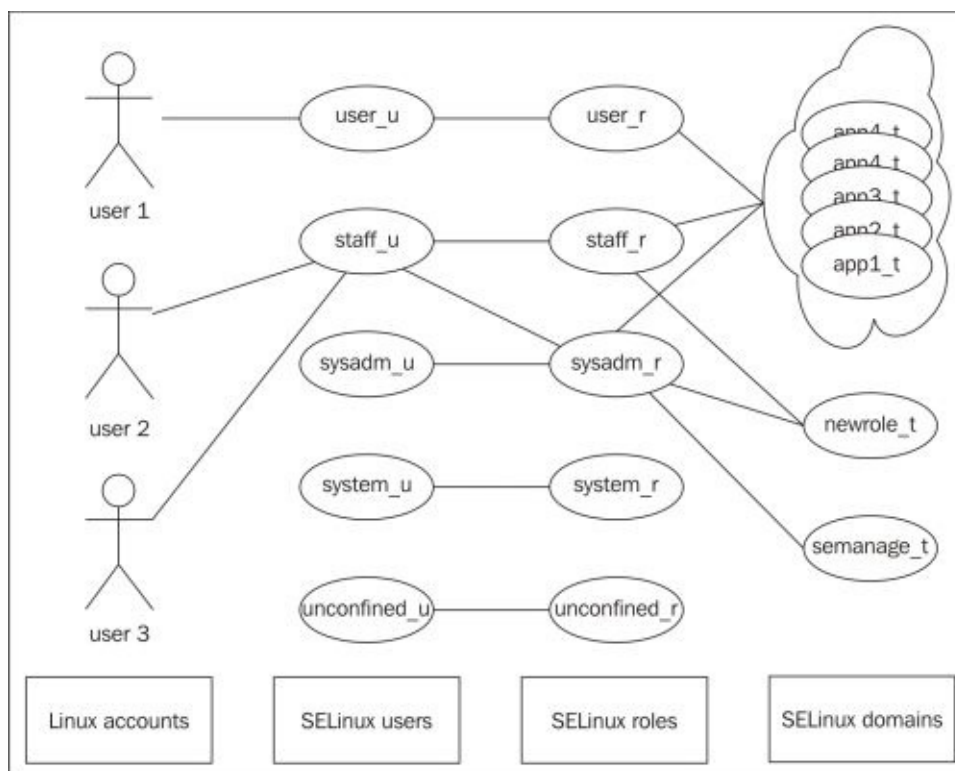 user_u
user_r
app4_t
app4_t
app3_t
app2_t
app1_t
user 1
staff_u
staff_r
user 2
sysadm_u
sysadm_r
newrole_t
system_u
system_r
semanage_t
user 3
unconfined_u
unconfined_r
Linux accounts
SELinux users
SELinux roles
SELinux domains